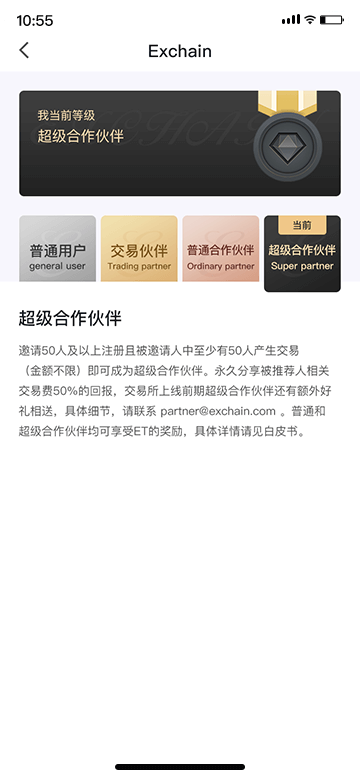 10:55
Exchain
我当前等级
超级合作伙伴
当前
普通用户
general user
交易伙伴
Trading partner
普通合作伙伴
Ordinary partner
超级合作伙伴
Super partner
超级合作伙伴
邀请50人及以上注册且被邀请人中至少有50人产生交易
（金额不限）即可成为超级合作伙伴。永久分享被推荐人相关
交易费50%的回报，交易所上线前期超级合作伙伴还有额外好
礼相送，具体细节，请联系 partner@exchain.com 。普通和
超级合作伙伴均可享受ET的奖励，具体详情请见白皮书。